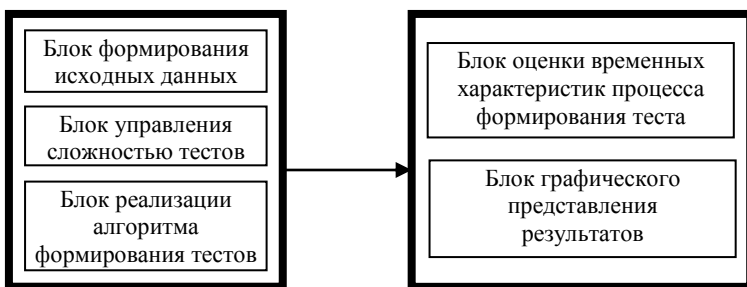 Блок формирования
исходных данных
Блок управления
сложностью тестов
Блок реализации
алгоритма
формирования тестов
Блок оценки временных
характеристик процесса
формирования теста
Блок графического
представления
результатов